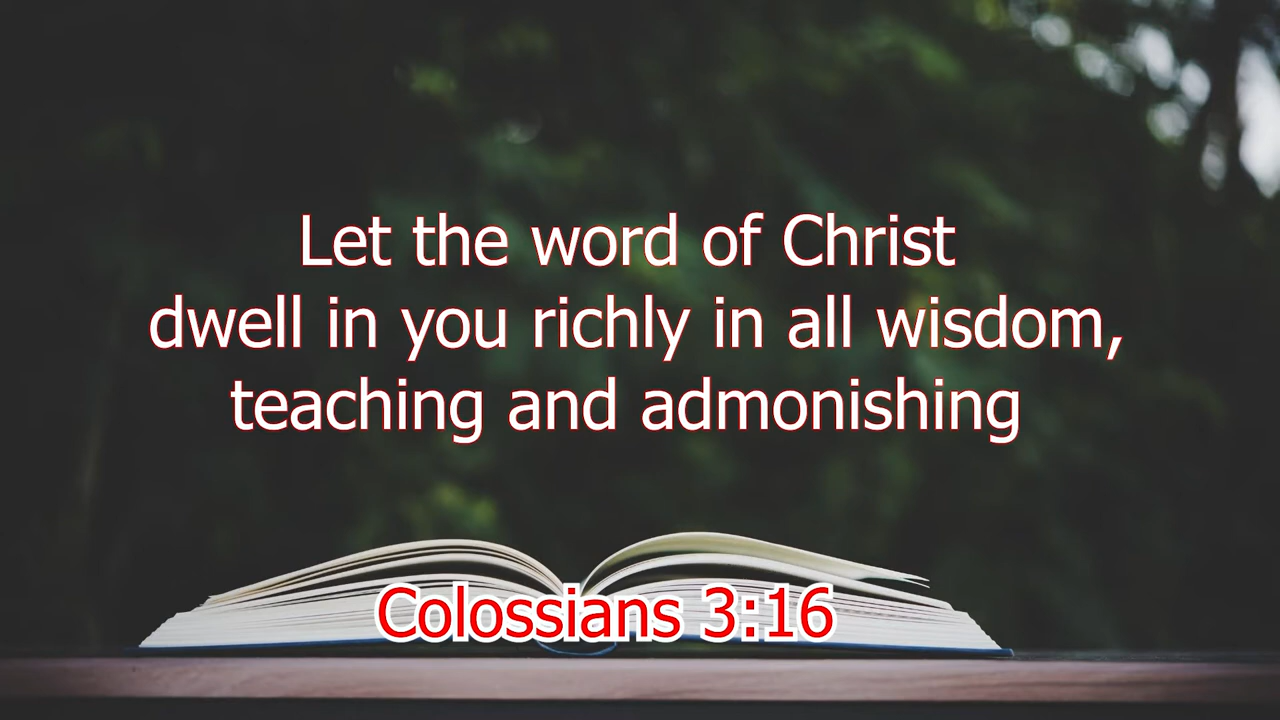 Let the word of Christ
dwell in you richly in all wisdom,
teaching and admonishing
Colossians 3:16